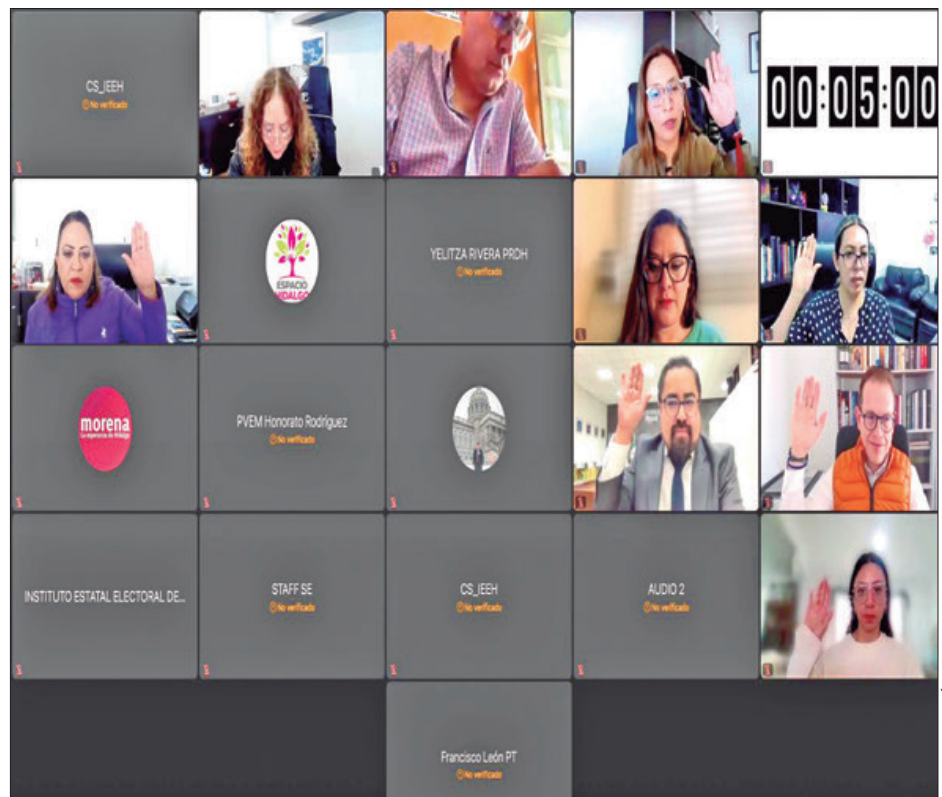 CS_IEEH
No verificado
00:05:00
ESPACIO
HIDALGO
YELITZA RIVERA PRDH
No verificado
morena
La esperanza de Hidalgo
PVEM Honorato Rodríguez
No verificado
INSTITUTO ESTATAL ELECTORAL DE...
STAFF SE
No verificado
CS_IEEH
No verificado
AUDIO 2
No verificado
Francisco León PT
No verificado